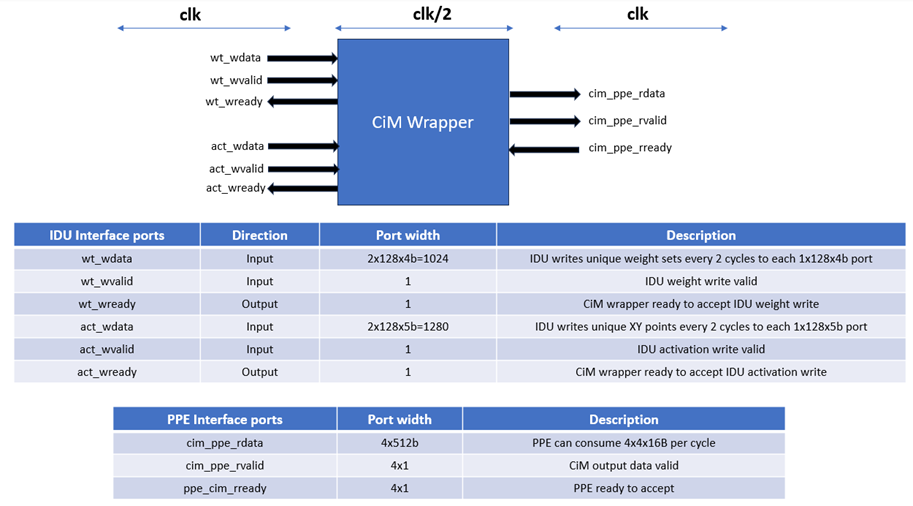 clk
clk/2
clk
wt_wdata
wt_wvalid
wt_wready
act_wdata
act_wvalid
act_wready
CiM Wrapper
cim_ppe_rdata
cim_ppe_rvalid
cim_ppe_rready
IDU Interface ports Direction Port width Description
wt_wdata Input 2x128x4b=1024 IDU writes unique weight sets every 2 cycles to each 1x128x4b port
wt_wvalid Input 1 IDU weight write valid
wt_wready Output 1 CiM wrapper ready to accept IDU weight write
act_wdata Input 2x128x5b=1280 IDU writes unique XY points every 2 cycles to each 1x128x5b port
act_wvalid Input 1 IDU activation write valid
act_wready Output 1 CiM wrapper ready to accept IDU activation write
PPE Interface ports Port width Description
cim_ppe_rdata 4x512b PPE can consume 4x4x16B per cycle
cim_ppe_rvalid 4x1 CiM output data valid
ppe_cim_rready 4x1 PPE ready to accept